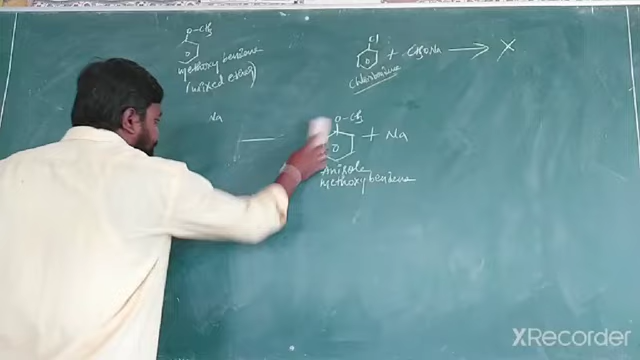 O-CH3
methoxy benzene
(mixed ether)
Cl
+ CH3ONa → X
chlorobenzene
Na
O-CH3
+ Na
Anisole
methoxy benzene
XRecorder